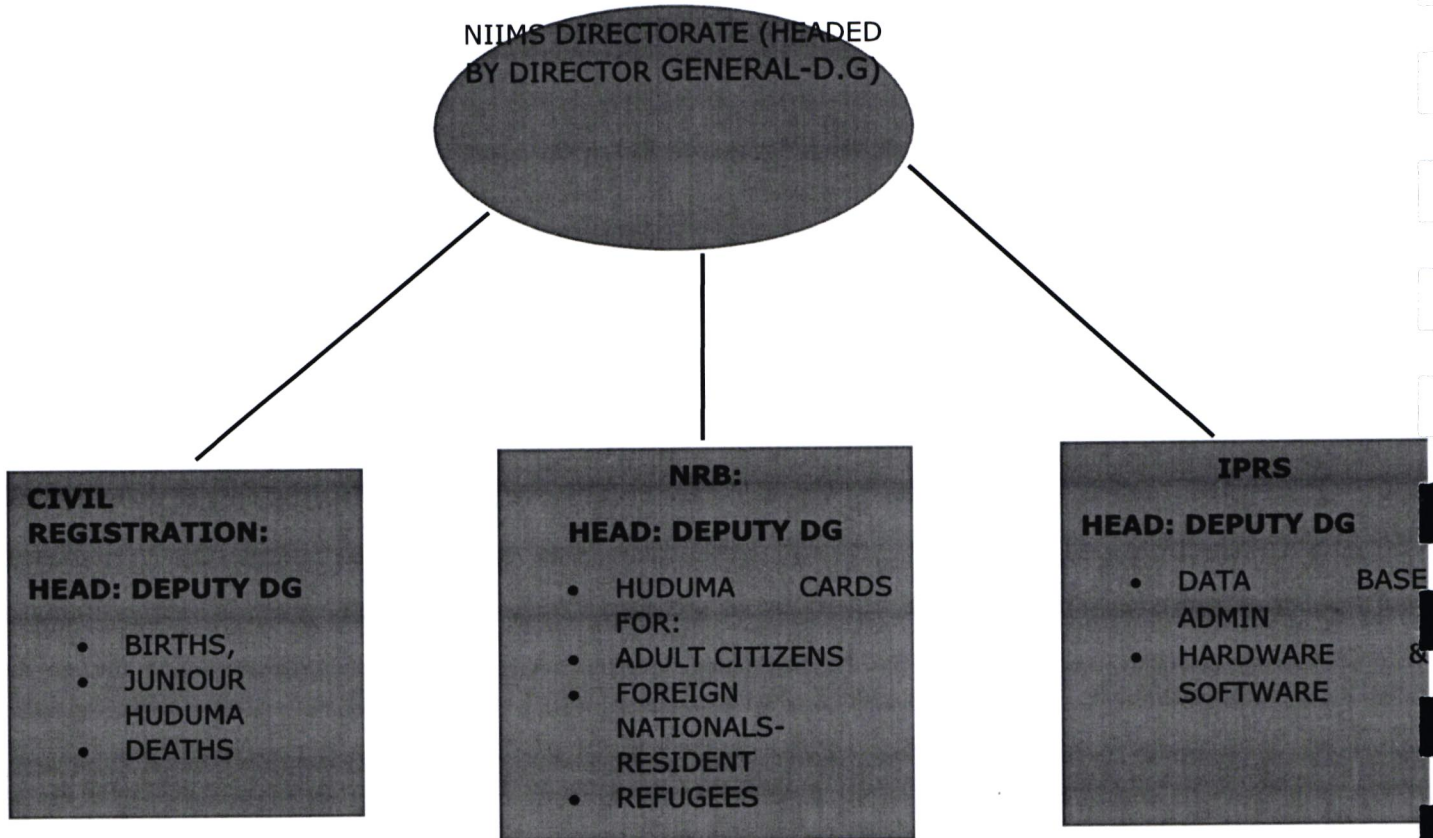 NIIMS DIRECTORATE (HEADED
BY DIRECTOR GENERAL-D.G)
CIVIL
REGISTRATION:
HEAD: DEPUTY DG
• BIRTHS,
• JUNIOUR
HUDUMA
• DEATHS
NRB:
HEAD: DEPUTY DG
• HUDUMA CARDS
FOR:
• ADULT CITIZENS
• FOREIGN
NATIONALS-
RESIDENT
• REFUGEES
IPRS
HEAD: DEPUTY DG
• DATA BASE
ADMIN
• HARDWARE &
SOFTWARE